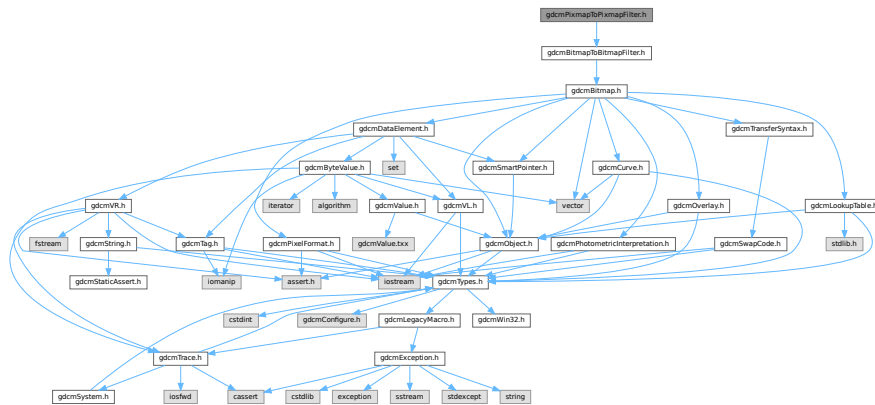 gdcmPixmapToPixmapFilter.h
gdcmBitmapToBitmapFilter.h
gdcmBitmap.h
gdcmDataElement.h
gdcmTransferSyntax.h
gdcmByteValue.h
set
gdcmSmartPointer.h
gdcmCurve.h
gdcmVR.h
iterator
algorithm
gdcmValue.h
gdcmVL.h
vector
gdcmOverlay.h
gdcmLookupTable.h
fstream
gdcmString.h
gdcmTag.h
gdcmPixelFormat.h
gdcmValue.txx
gdcmObject.h
gdcmPhotometricInterpretation.h
gdcmSwapCode.h
stdlib.h
gdcmStaticAssert.h
iomanip
assert.h
iostream
gdcmTypes.h
cstdint
gdcmConfigure.h
gdcmLegacyMacro.h
gdcmWin32.h
gdcmTrace.h
gdcmException.h
gdcmSystem.h
iosfwd
cassert
cstdlib
exception
sstream
stdexcept
string